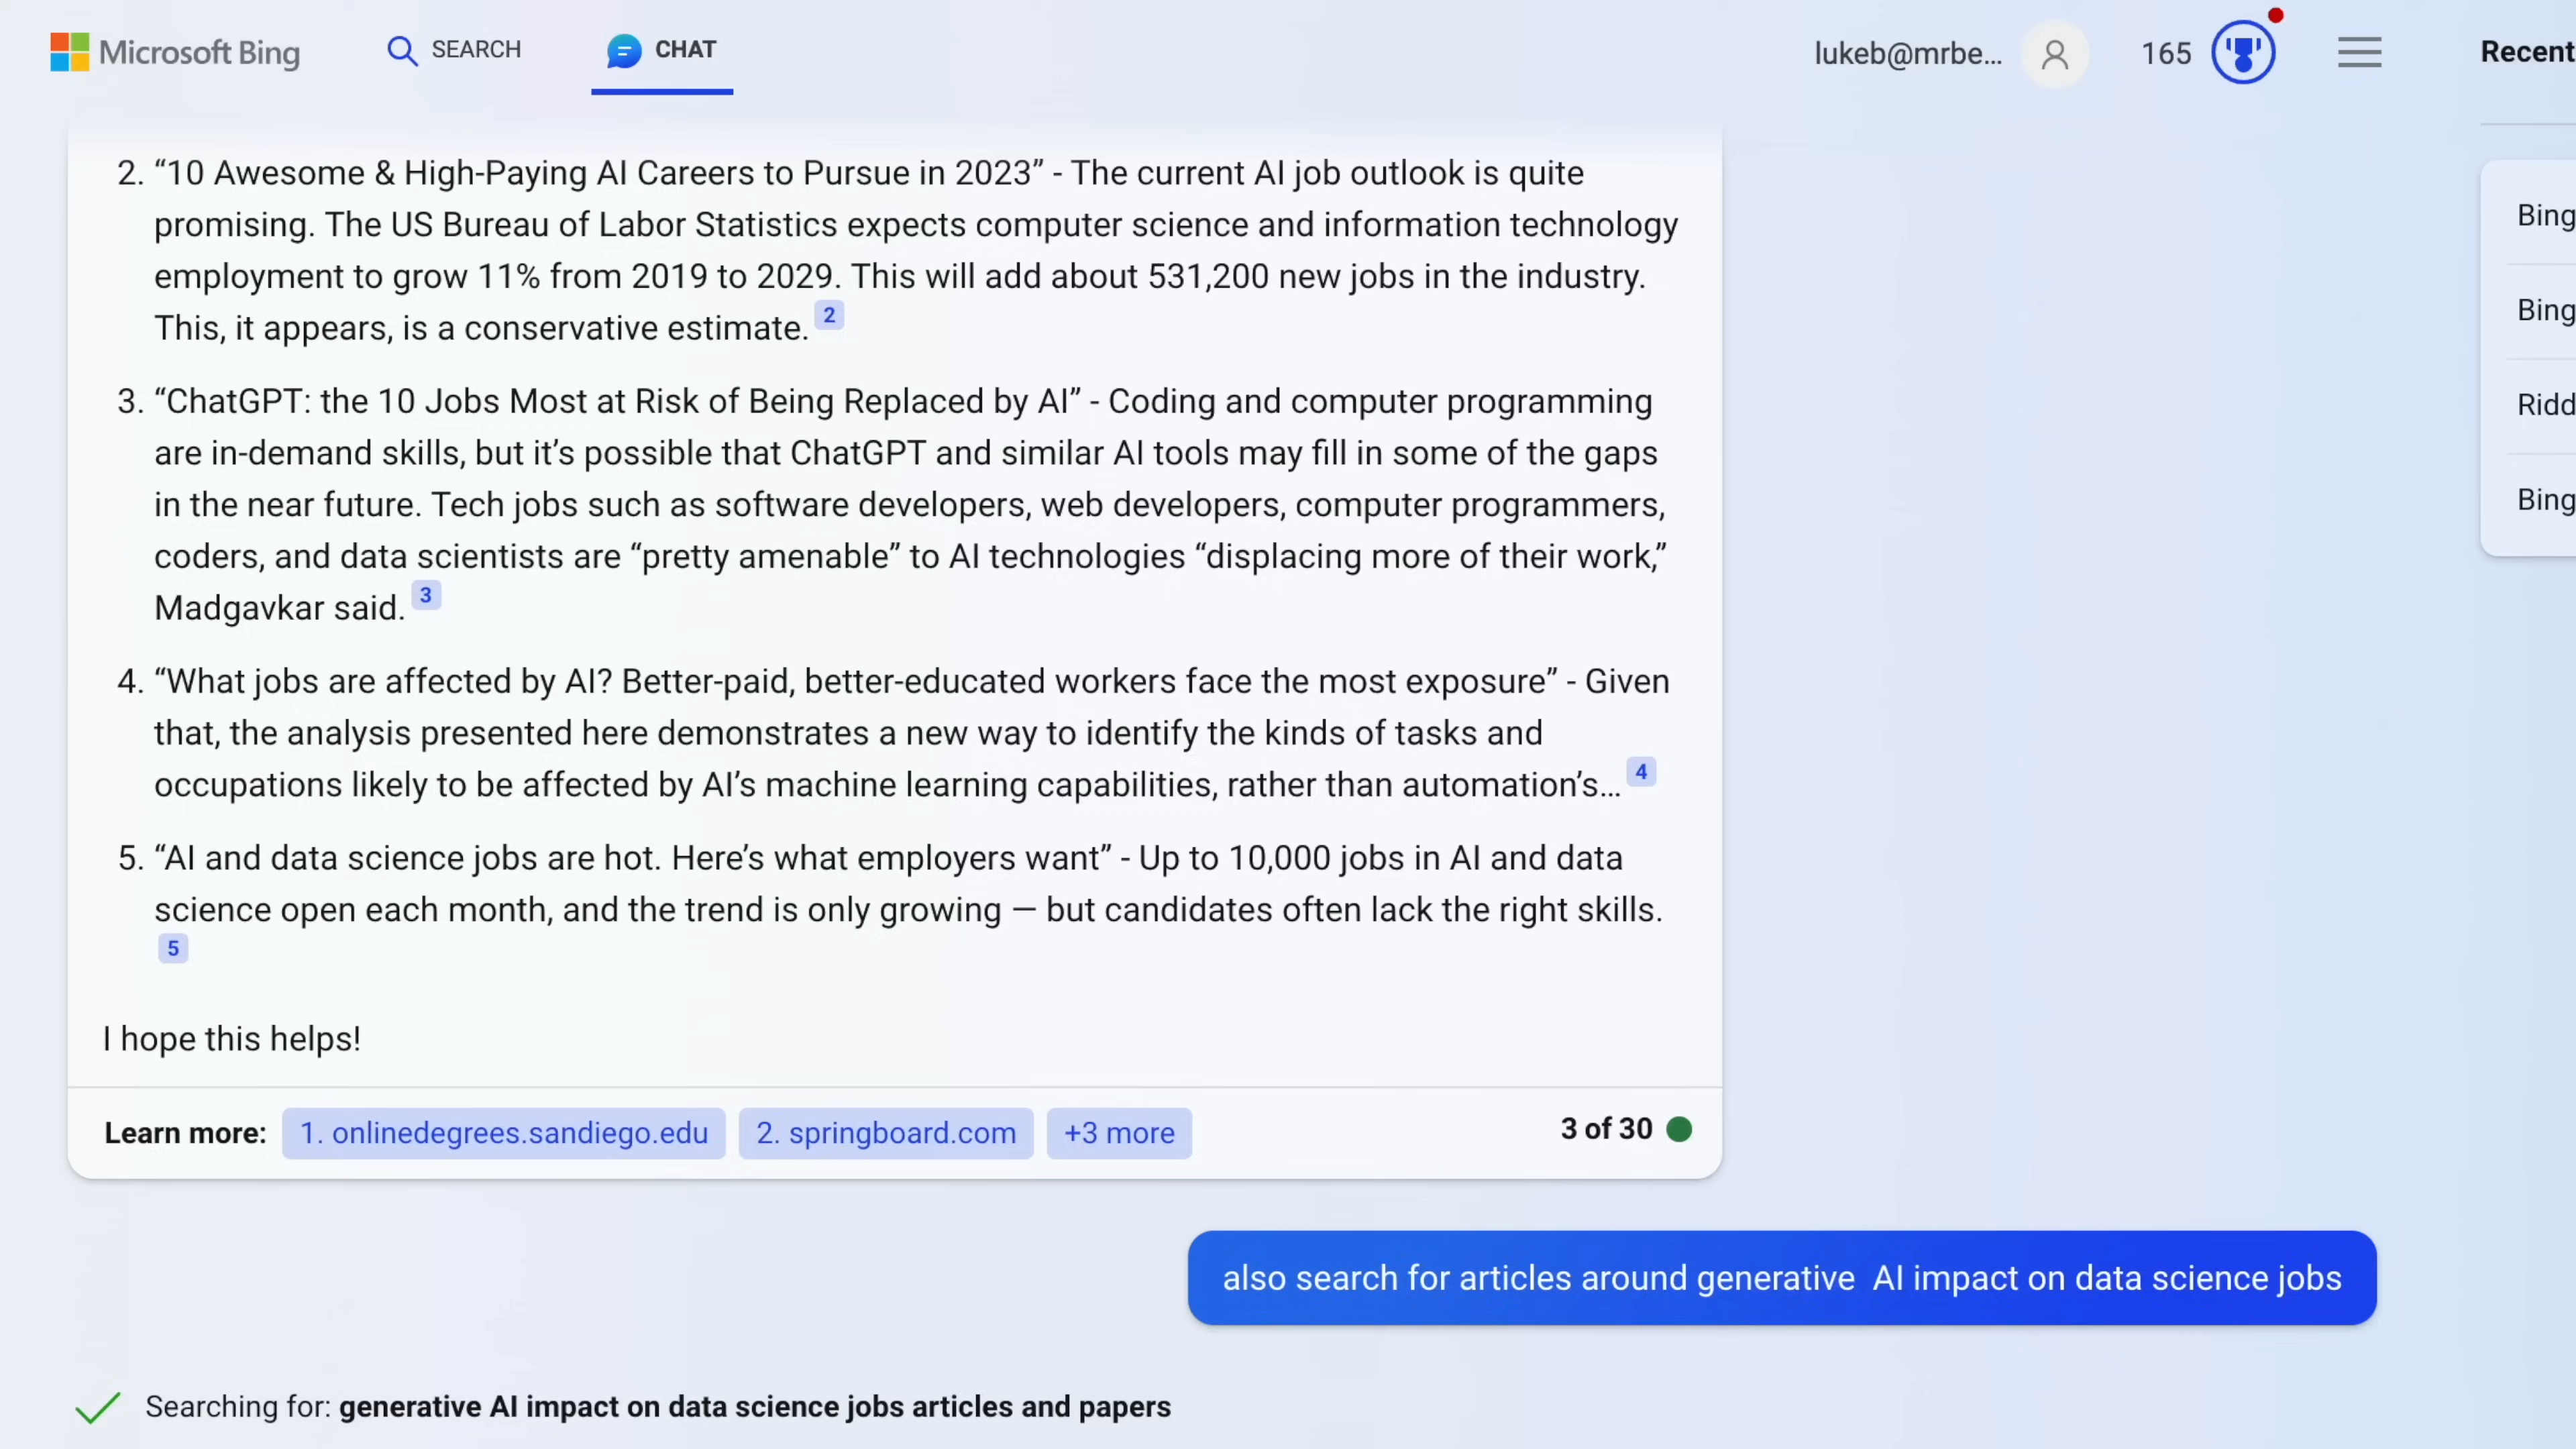 Microsoft Bing
SEARCH
CHAT
lukeb@mrbe...
165
Recent
2. “10 Awesome & High-Paying AI Careers to Pursue in 2023” - The current AI job outlook is quite
promising. The US Bureau of Labor Statistics expects computer science and information technology
employment to grow 11% from 2019 to 2029. This will add about 531,200 new jobs in the industry.
This, it appears, is a conservative estimate. 2
3. “ChatGPT: the 10 Jobs Most at Risk of Being Replaced by AI” - Coding and computer programming
are in-demand skills, but it’s possible that ChatGPT and similar AI tools may fill in some of the gaps
in the near future. Tech jobs such as software developers, web developers, computer programmers,
coders, and data scientists are “pretty amenable” to AI technologies “displacing more of their work,”
Madgavkar said. 3
4. “What jobs are affected by AI? Better-paid, better-educated workers face the most exposure” - Given
that, the analysis presented here demonstrates a new way to identify the kinds of tasks and
occupations likely to be affected by AI’s machine learning capabilities, rather than automation’s… 4
5. “AI and data science jobs are hot. Here’s what employers want” - Up to 10,000 jobs in AI and data
science open each month, and the trend is only growing — but candidates often lack the right skills.
5
I hope this helps!
Learn more: 1. onlinedegrees.sandiego.edu 2. springboard.com +3 more
3 of 30
also search for articles around generative  AI impact on data science jobs
Searching for: generative AI impact on data science jobs articles and papers
Bing
Bing
Ridd
Bing